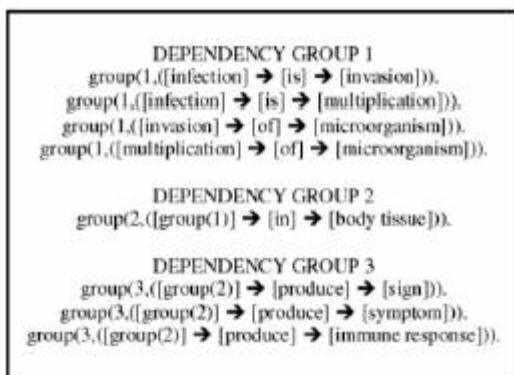 DEPENDENCY GROUP 1
group(1,([infection] ➔ [is] ➔ [invasion])).
group(1,([infection] ➔ [is] ➔ [multiplication])).
group(1,([invasion] ➔ [of] ➔ [microorganism])).
group(1,([multiplication] ➔ [of] ➔ [microorganism])).
DEPENDENCY GROUP 2
group(2,([group(1)] ➔ [in] ➔ [body tissue])).
DEPENDENCY GROUP 3
group(3,([group(2)] ➔ [produce] ➔ [sign])).
group(3,([group(2)] ➔ [produce] ➔ [symptom])).
group(3,([group(2)] ➔ [produce] ➔ [immune response])).